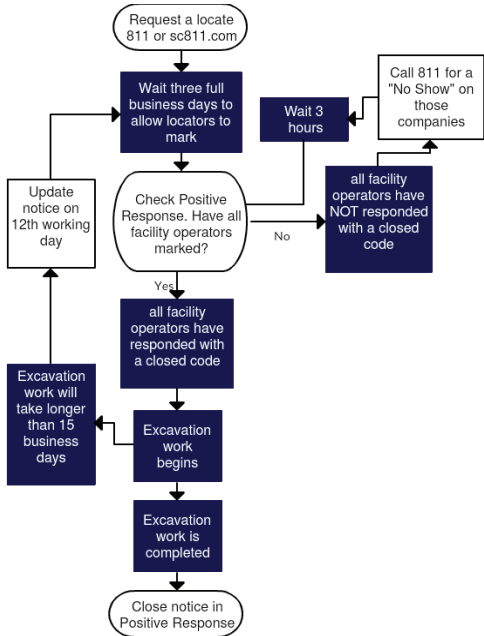 Request a locate
811 or sc811.com
Wait three full
business days to
allow locators to
mark
Wait 3
hours
Call 811 for a
"No Show" on
those
companies
Update
notice on
12th working
day
Check Positive
Response. Have all
facility operators
marked?
No
all facility
operators have
NOT responded
with a closed
code
Yes
all facility
operators have
responded with
a closed code
Excavation
work will
take longer
than 15
business
days
Excavation
work
begins
Excavation
work is
completed
Close notice in
Positive Response